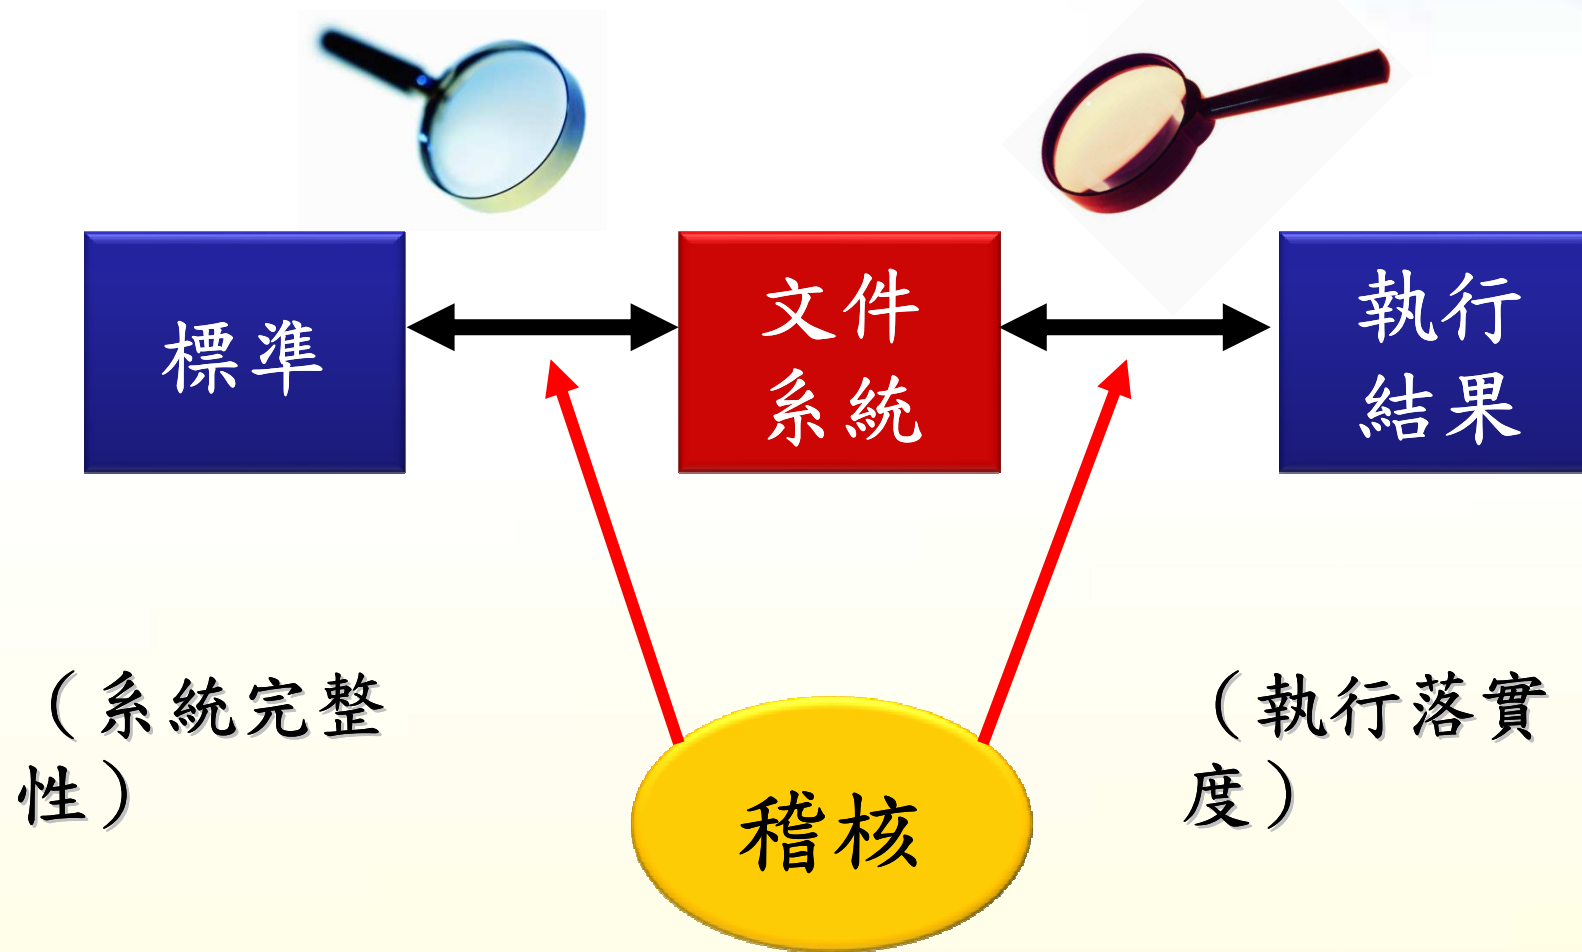 標準
文件
系統
執行
結果
（系統完整
性）
（執行落實
度）
稽核